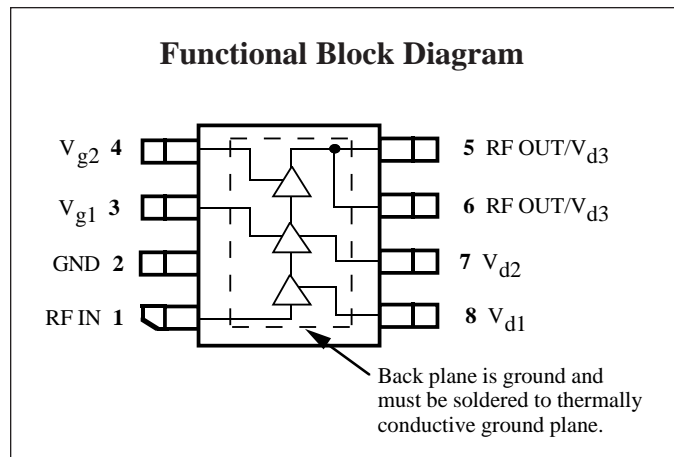 Functional Block Diagram
Vg2 4
5 RF OUT/Vd3
Vg1 3
6 RF OUT/Vd3
GND 2
7 Vd2
RF IN 1
8 Vd1
Back plane is ground and
must be soldered to thermally
conductive ground plane.